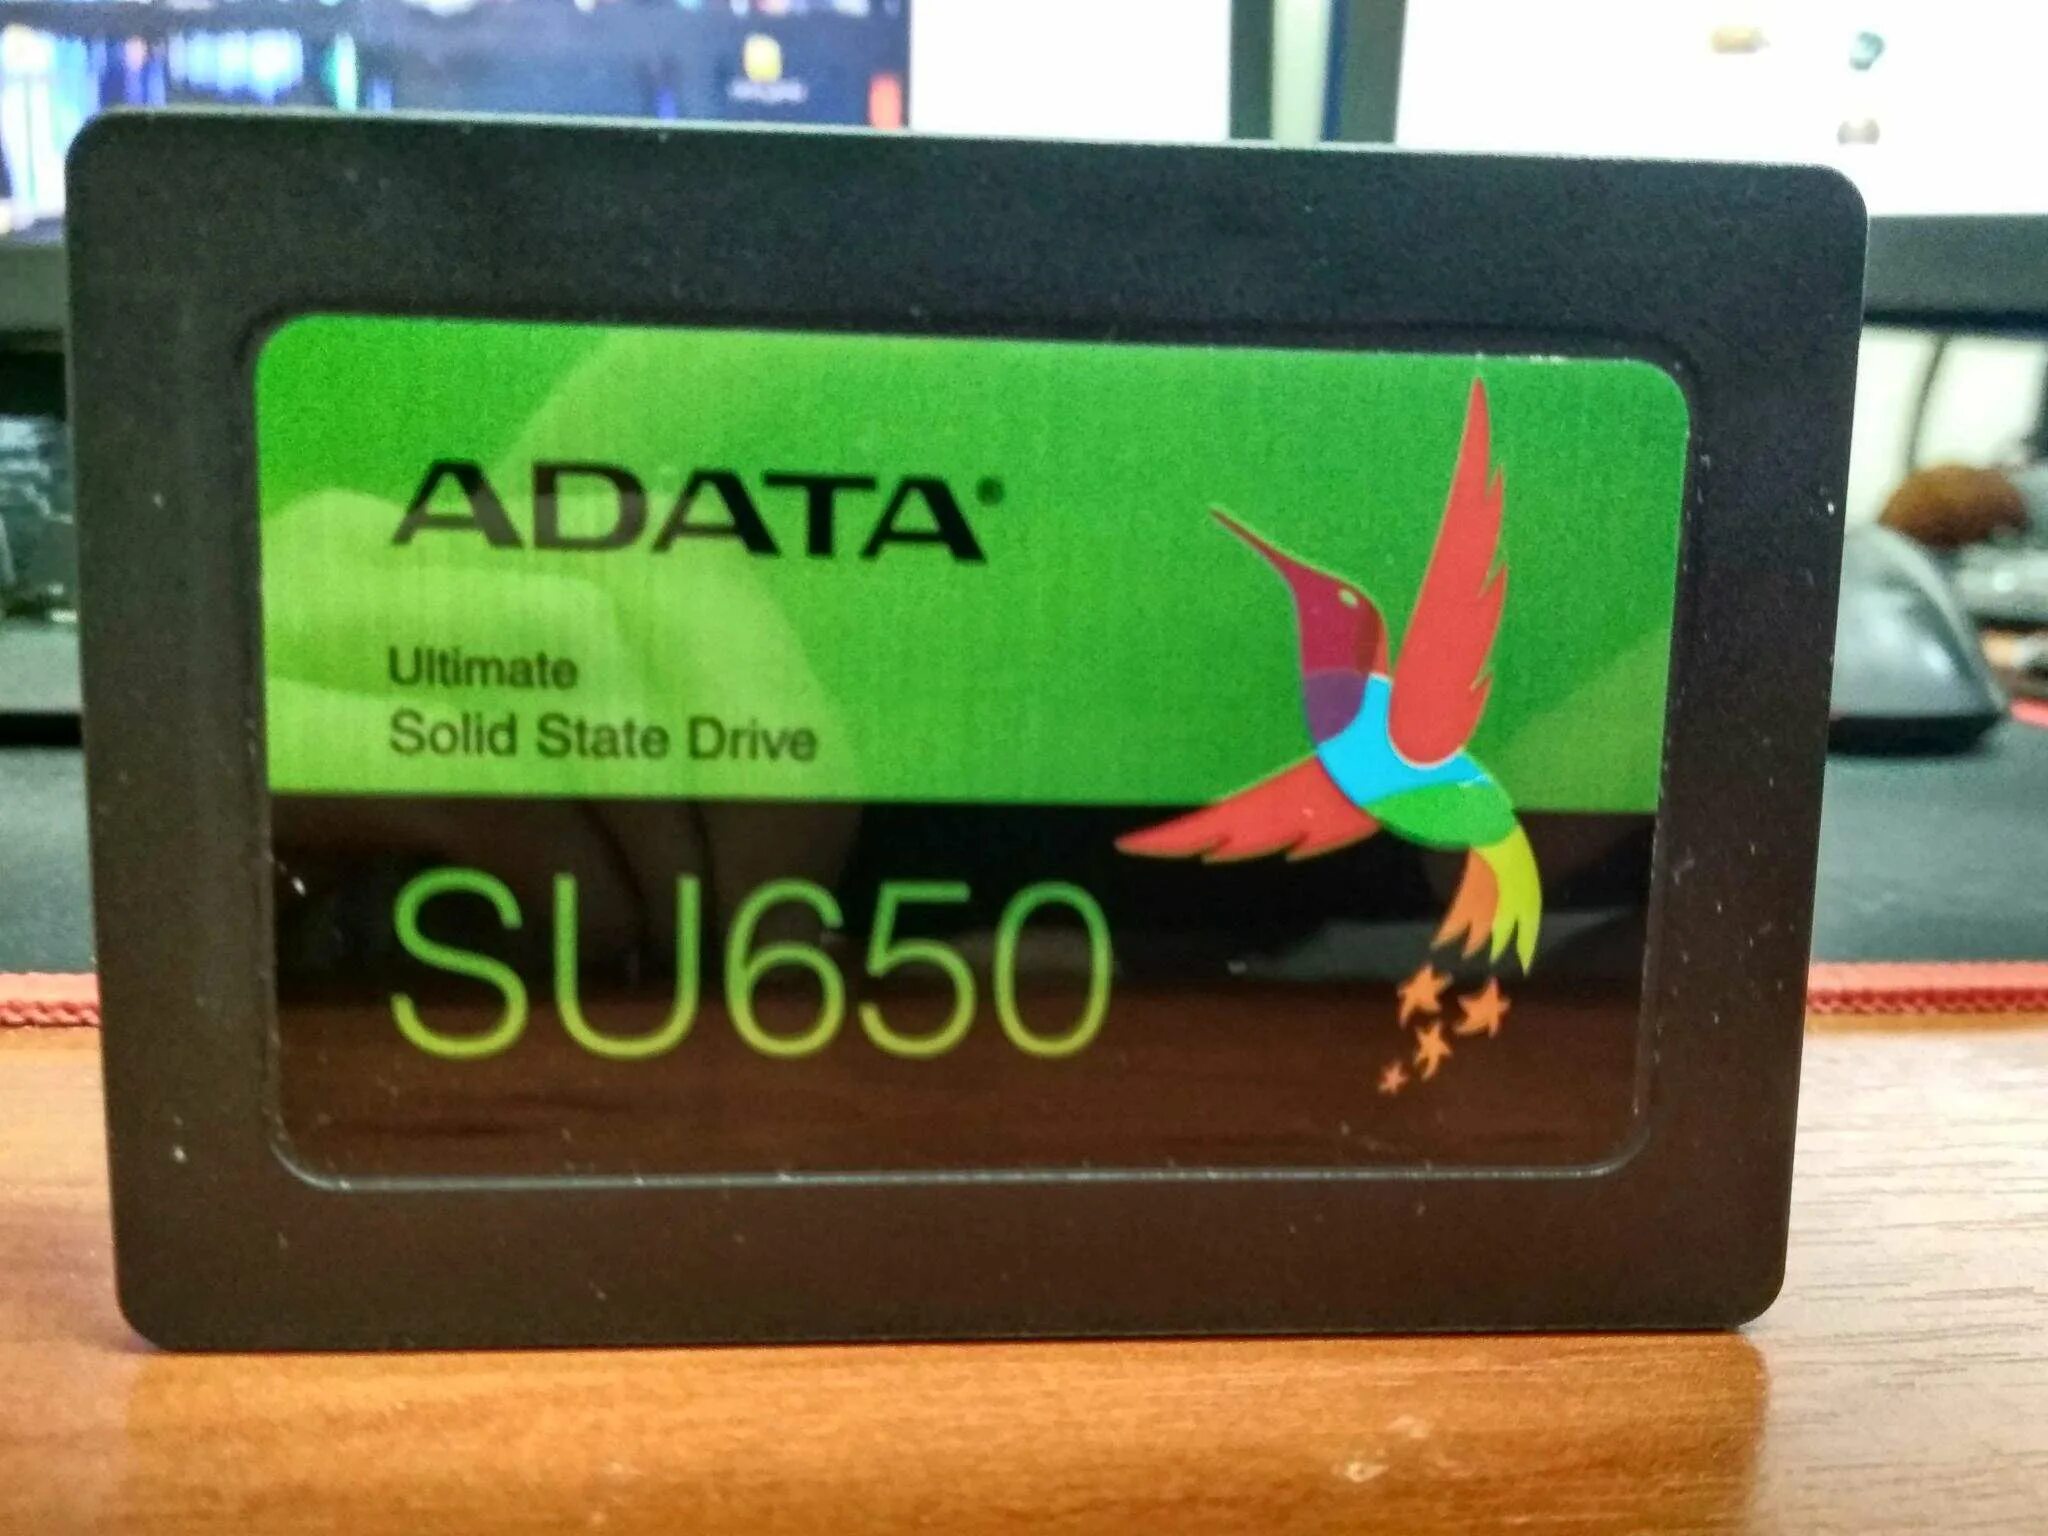 ADATA
Ultimate
Solid State Drive
SU650